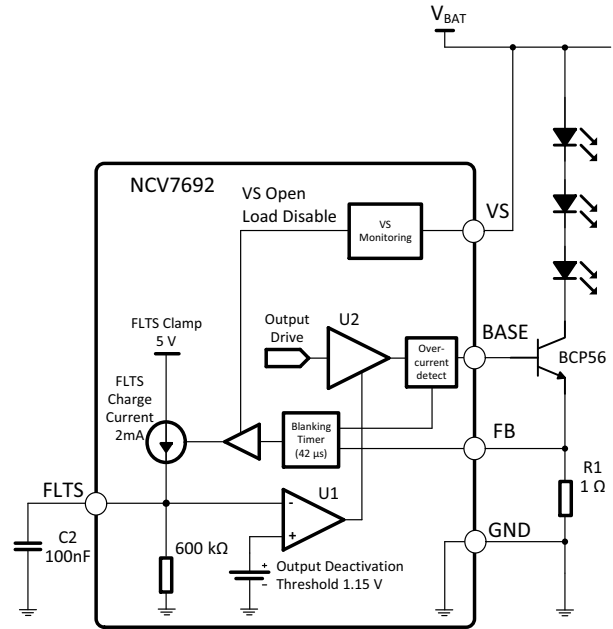 V_BAT
NCV7692
VS Open
Load Disable
VS
Monitoring
VS
FLTS Clamp
5 V
Output
Drive
U2
Over-
current
detect
BASE
BCP56
FLTS
Charge
Current
2mA
Blanking
Timer
(42 µs)
FB
FLTS
U1
-
+
R1
1 Ω
C2
100nF
600 kΩ
+
-
Output Deactivation
Threshold 1.15 V
GND